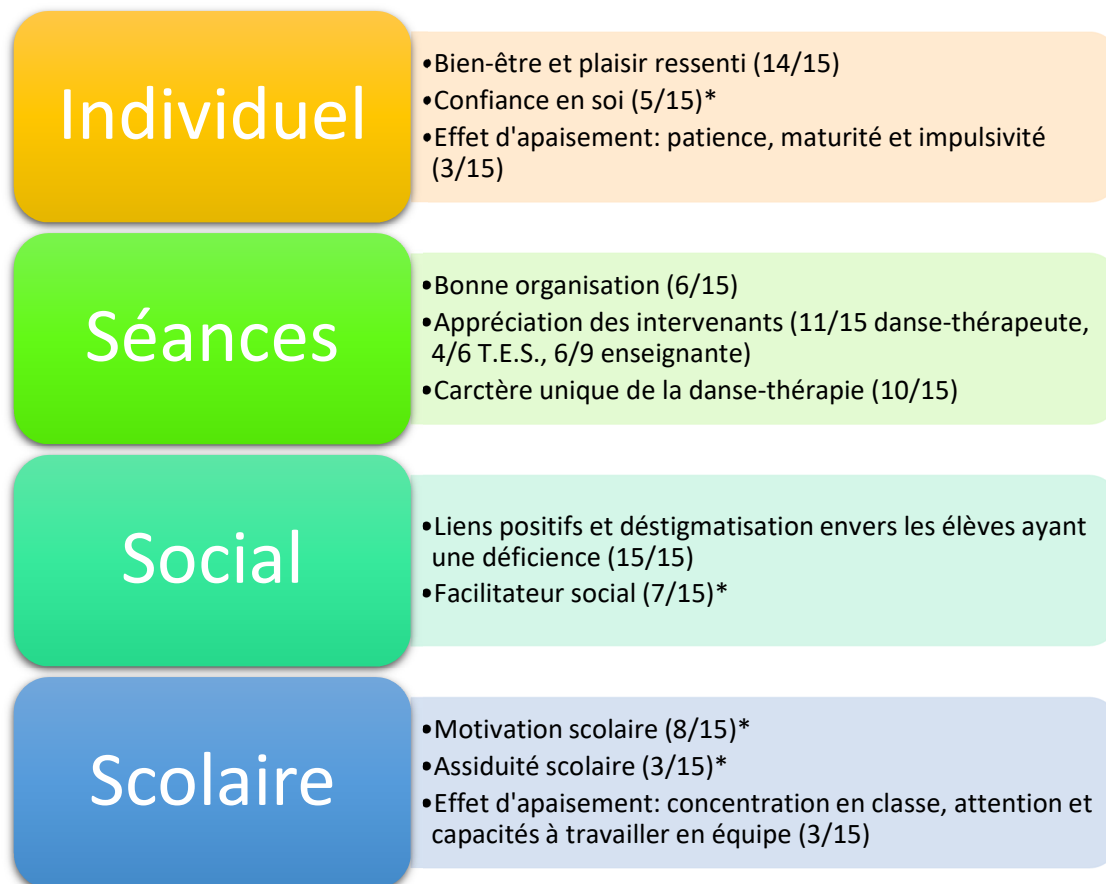 Individuel
•Bien-être et plaisir ressenti (14/15)
•Confiance en soi (5/15)*
•Effet d'apaisement: patience, maturité et impulsivité
(3/15)
Séances
•Bonne organisation (6/15)
•Appréciation des intervenants (11/15 danse-thérapeute,
4/6 T.E.S., 6/9 enseignante)
•Carctère unique de la danse-thérapie (10/15)
Social
•Liens positifs et déstigmatisation envers les élèves ayant
une déficience (15/15)
•Facilitateur social (7/15)*
Scolaire
•Motivation scolaire (8/15)*
•Assiduité scolaire (3/15)*
•Effet d'apaisement: concentration en classe, attention et
capacités à travailler en équipe (3/15)